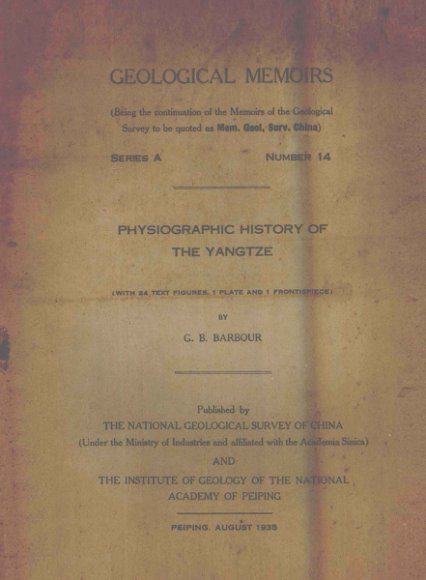 GEOLOGICAL MEMOIRS
(Being the continuation of the Memoirs of the Geological
Survey to be quoted as Mem. Geol. Surv. China)
SERIES A NUMBER 14
PHYSIOGRAPHIC HISTORY OF
THE YANGTZE
(WITH 24 TEXT FIGURES, 1 PLATE AND 1 FRONTISPIECE)
BY
G. B. BARBOUR
Published by
THE NATIONAL GEOLOGICAL SURVEY OF CHINA
(Under the Ministry of Industries and affiliated with the Academia Sinica)
AND
THE INSTITUTE OF GEOLOGY OF THE NATIONAL
ACADEMY OF PEIPING
PEIPING, AUGUST 1935